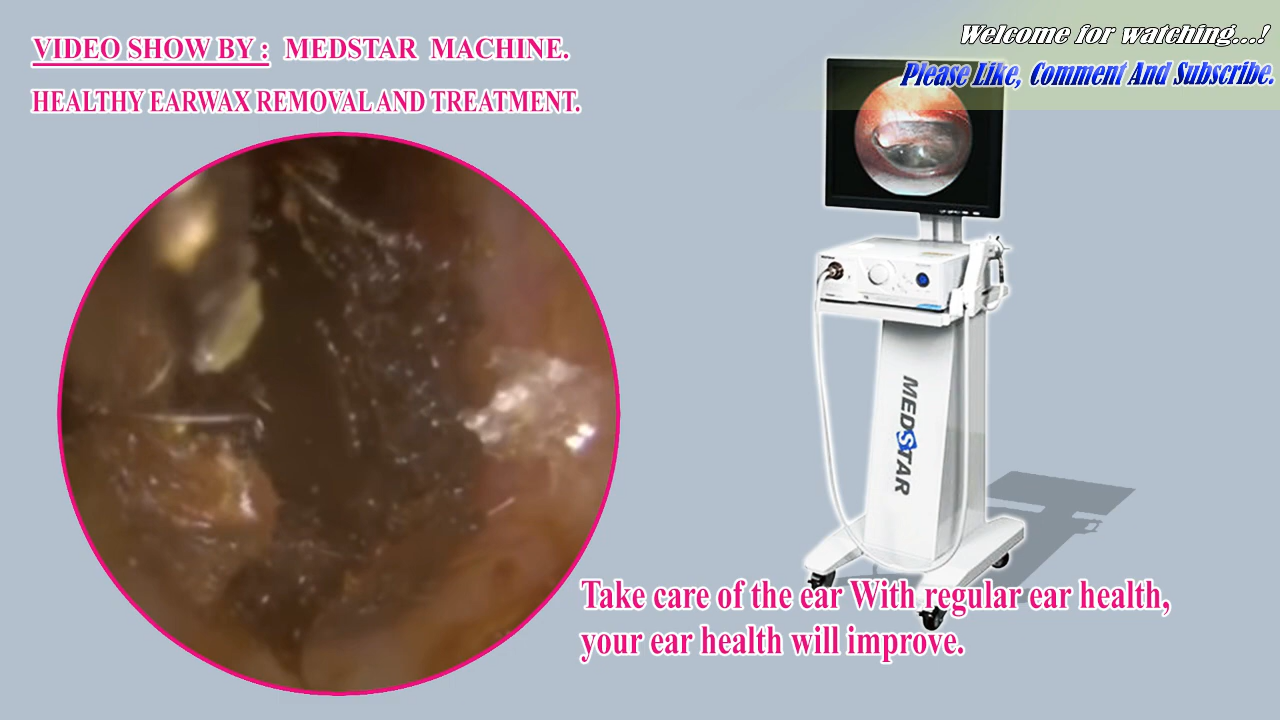 VIDEO SHOW BY : MEDSTAR MACHINE.
HEALTHY EARWAX REMOVAL AND TREATMENT.
Welcome for watching...!
Please Like, Comment And Subscribe.
MEDSTAR
Take care of the ear With regular ear health,
your ear health will improve.